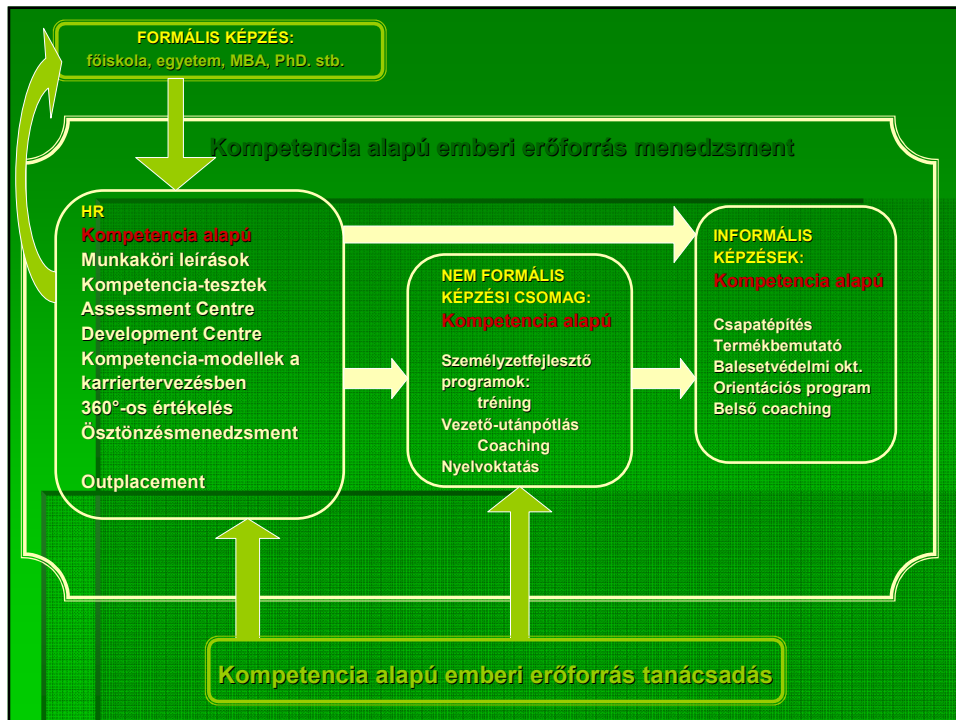 FORMÁLIS KÉPZÉS:
főiskola, egyetem, MBA, PhD. stb.
Kompetencia alapú emberi erőforrás menedzsment
HR
Kompetencia alapú
Munkaköri leírások
Kompetencia-tesztek
Assessment Centre
Development Centre
Kompetencia-modellek a
karriertervezésben
360°-os értékelés
Ösztönzésmenedzsment
Outplacement
NEM FORMÁLIS
KÉPZÉSI CSOMAG:
Kompetencia alapú
Személyzetfejlesztő
programok:
tréning
Vezető-utánpótlás
Coaching
Nyelvoktatás
INFORMÁLIS
KÉPZÉSEK:
Kompetencia alapú
Csapatépítés
Termékbemutató
Balesetvédelmi okt.
Orientációs program
Belső coaching
Kompetencia alapú emberi erőforrás tanácsadás